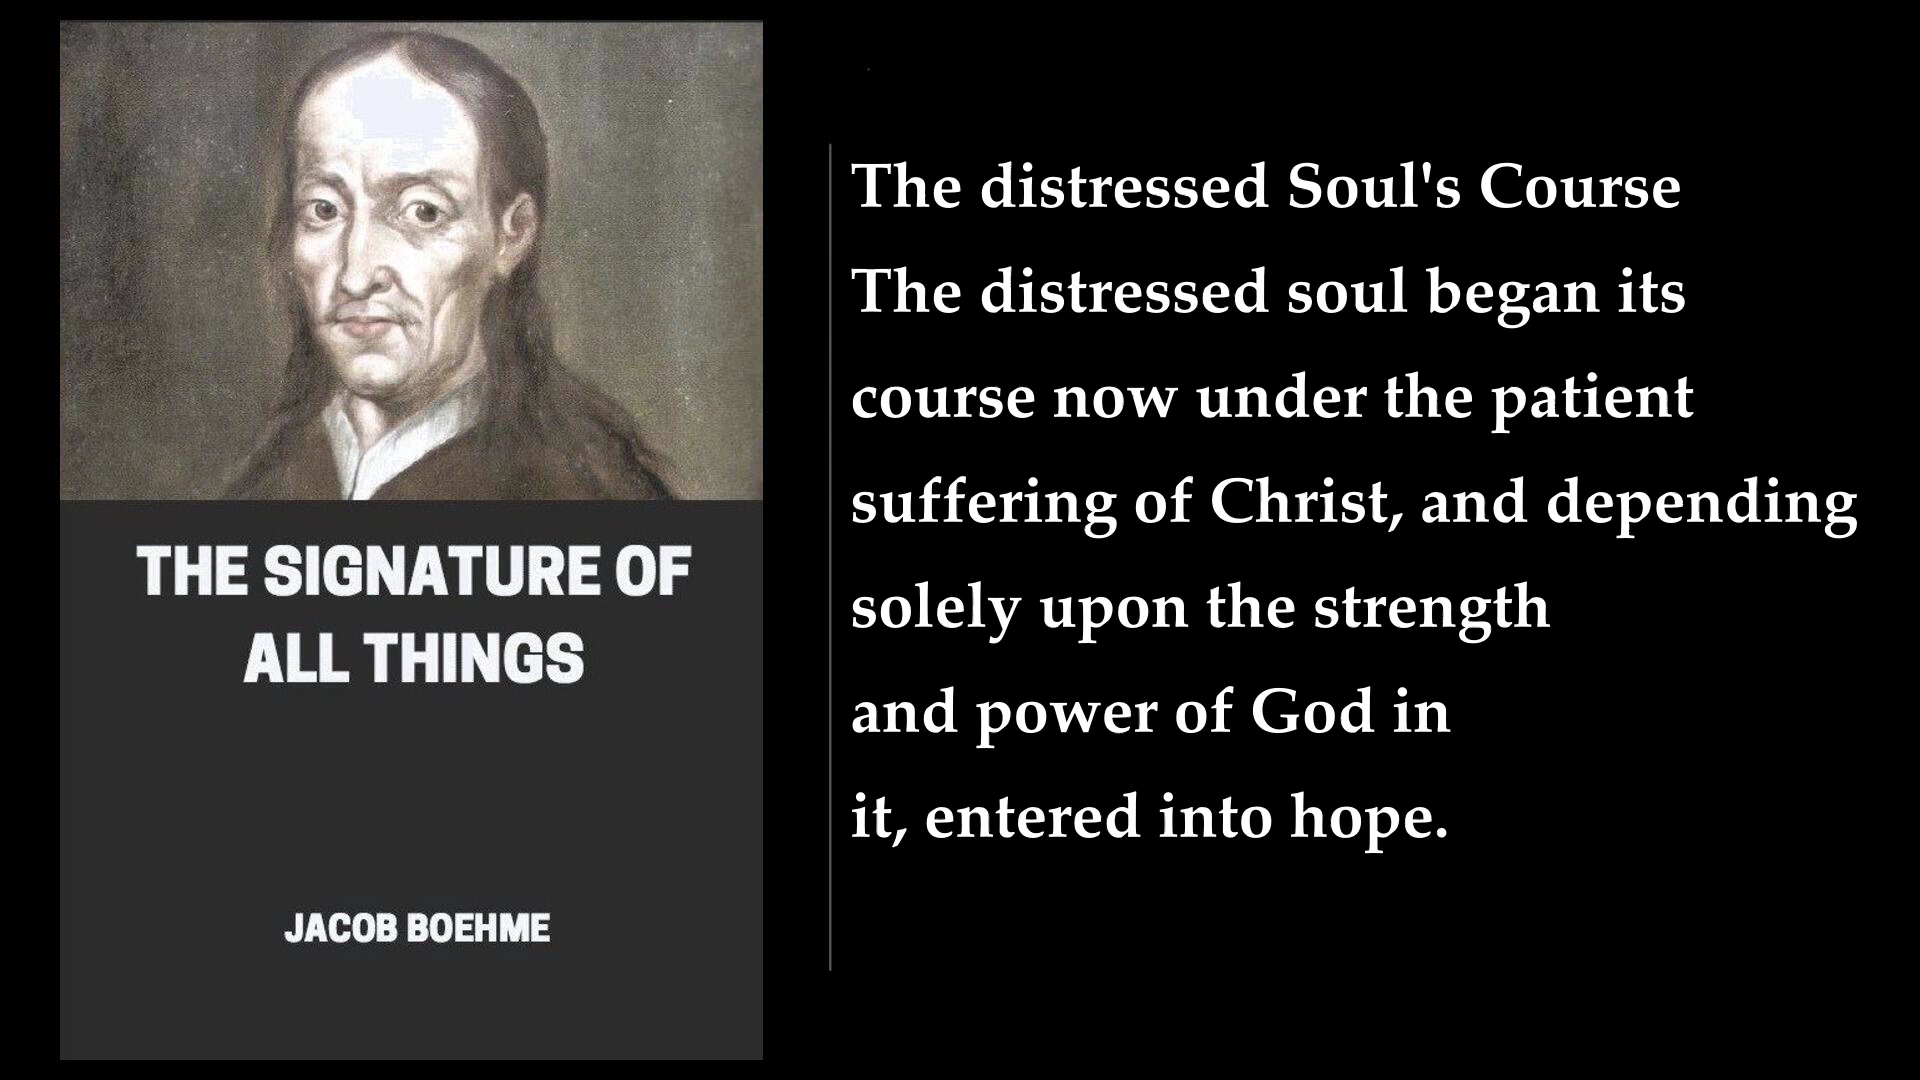 THE SIGNATURE OF
ALL THINGS
JACOB BOEHME
The distressed Soul's Course
The distressed soul began its
course now under the patient
suffering of Christ, and depending
solely upon the strength
and power of God in
it, entered into hope.